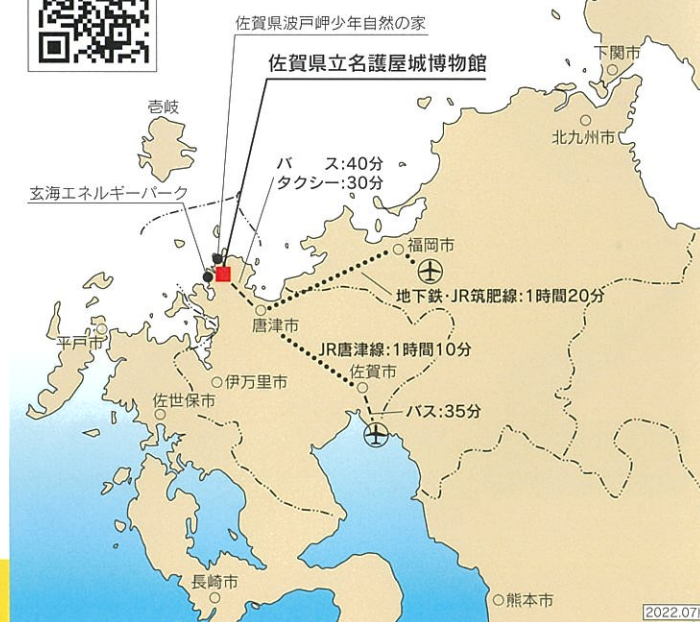 佐賀県波戸岬少年自然の家
佐賀県立名護屋城博物館
下関市
北九州市
壱岐
バ　ス:40分
タクシー:30分
玄海エネルギーパーク
福岡市
地下鉄・JR筑肥線:1時間20分
唐津市
平戸市
JR唐津線:1時間10分
佐賀市
伊万里市
佐世保市
バス:35分
長崎市
熊本市
2022.07